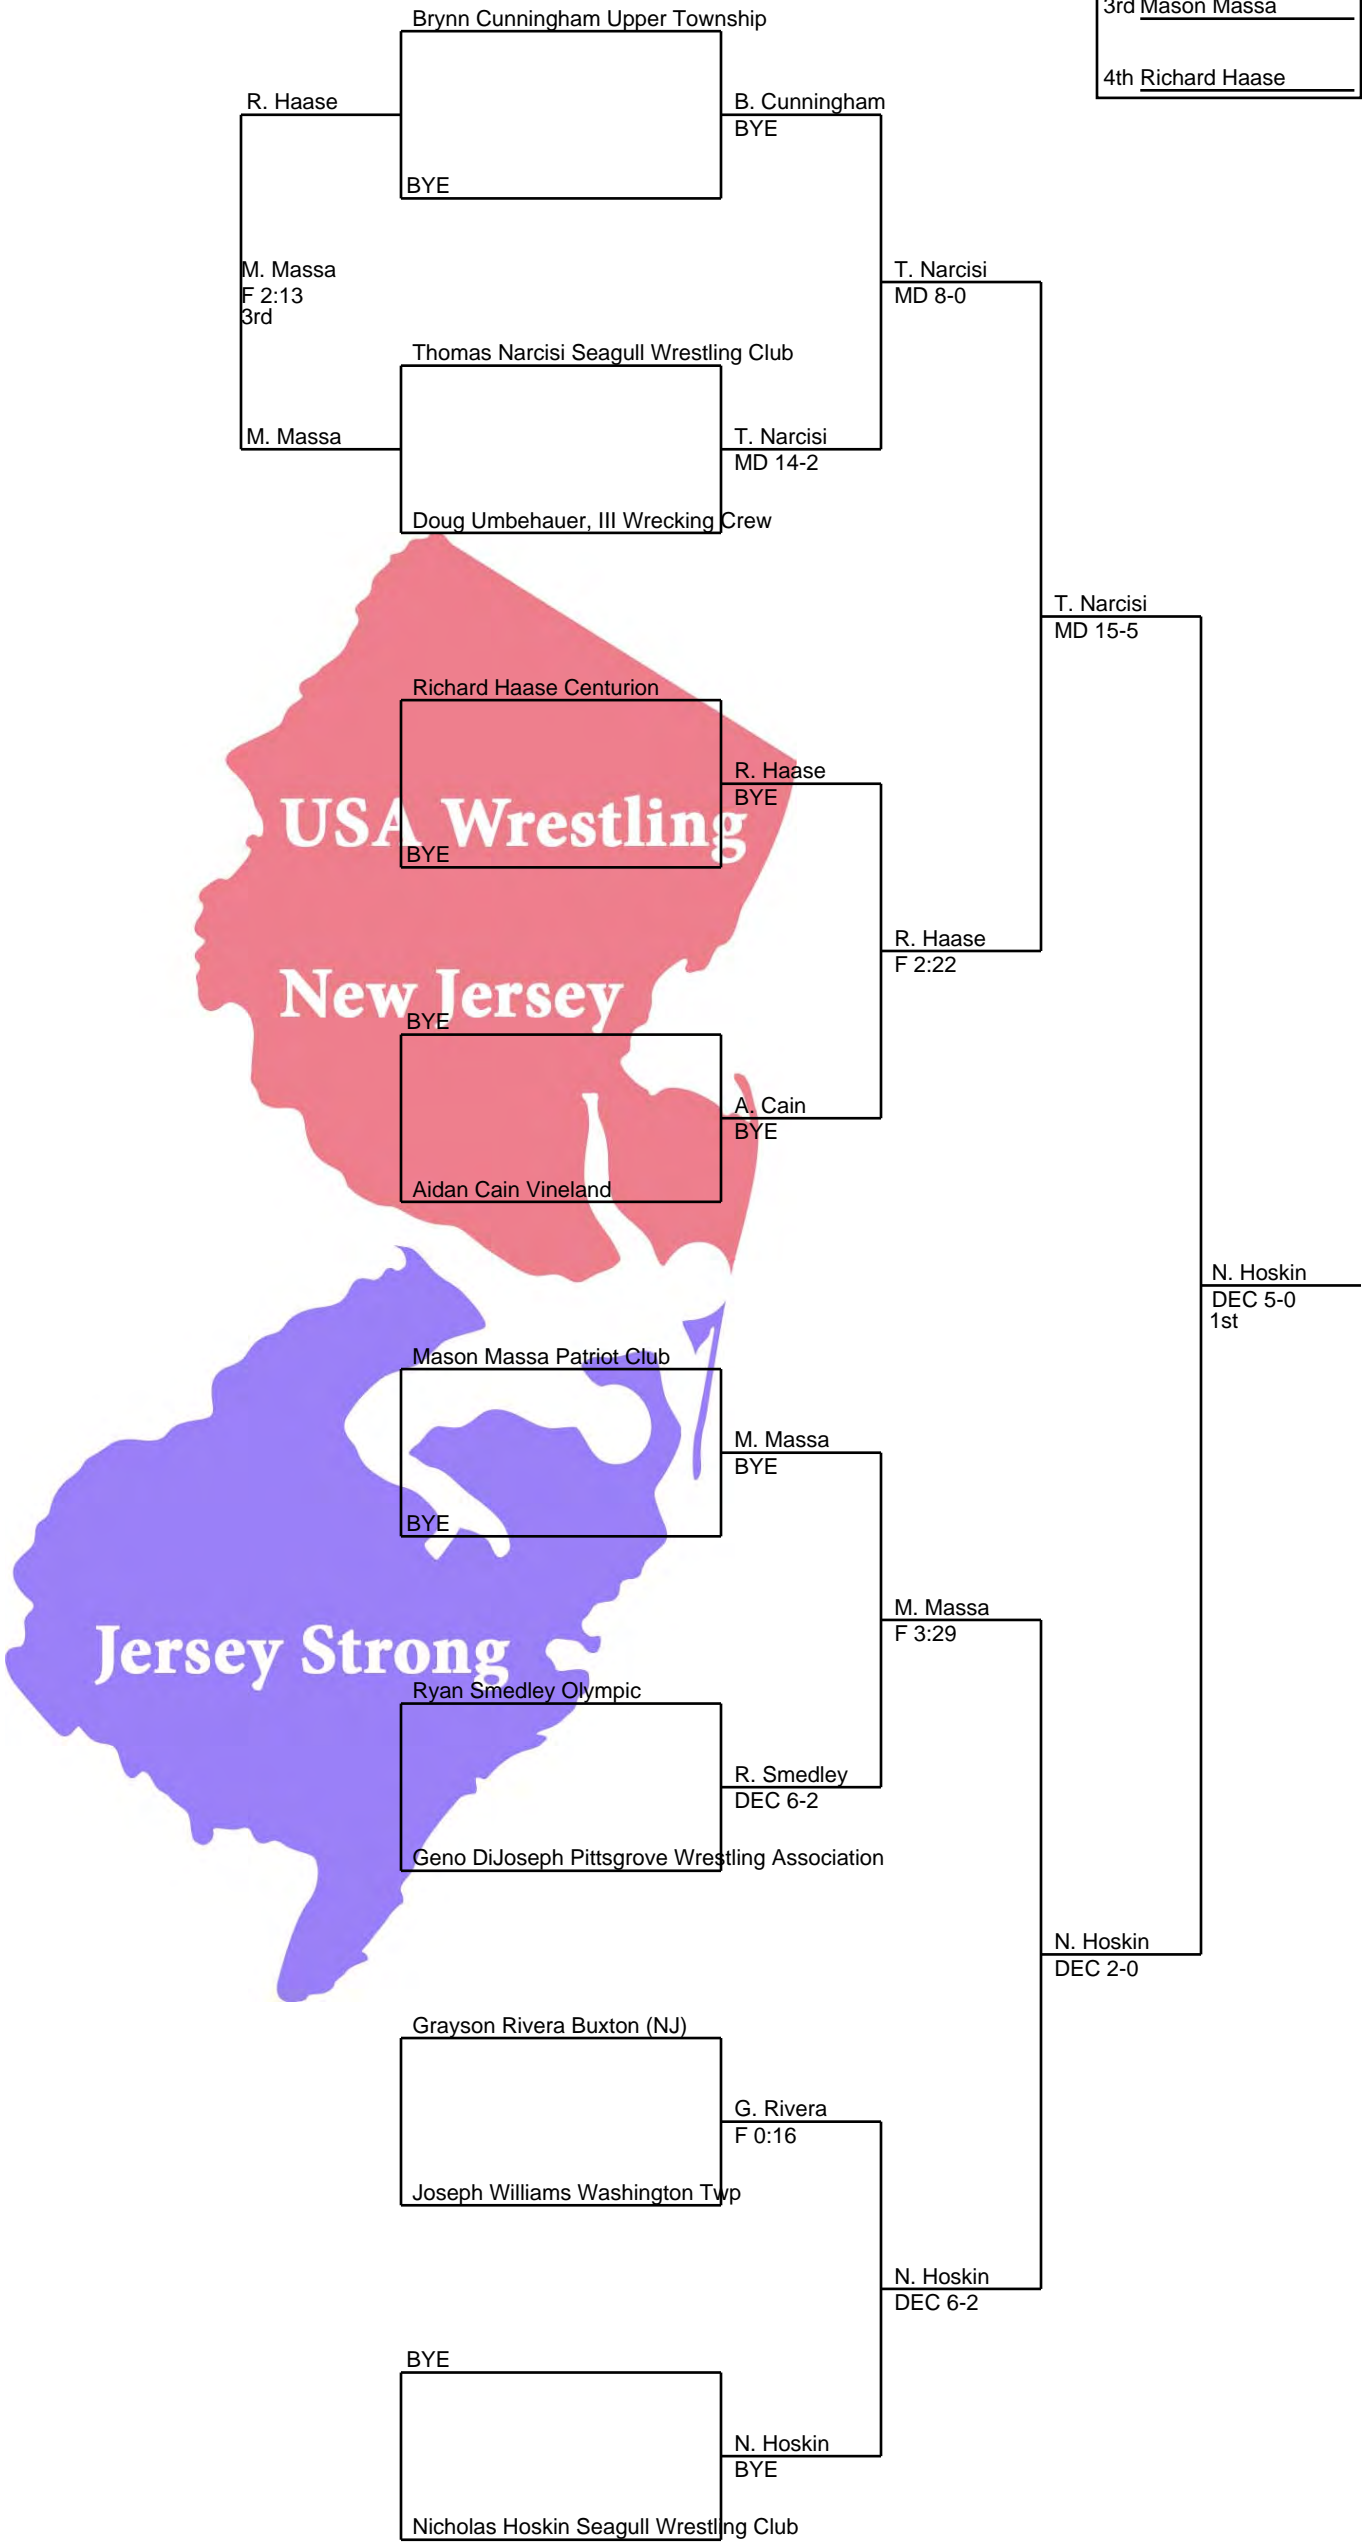 3rd Mason Massa
4th Richard Haase
Brynn Cunningham Upper Township
R. Haase
B. Cunningham
BYE
BYE
M. Massa
F 2:13
3rd
T. Narcisi
MD 8-0
Thomas Narcisi Seagull Wrestling Club
M. Massa
T. Narcisi
MD 14-2
Doug Umbehauer, III Wrecking Crew
T. Narcisi
MD 15-5
Richard Haase Centurion
R. Haase
BYE
USA Wrestling
BYE
R. Haase
F 2:22
New Jersey
BYE
A. Cain
BYE
Aidan Cain Vineland
N. Hoskin
DEC 5-0
1st
Mason Massa Patriot Club
M. Massa
BYE
BYE
M. Massa
F 3:29
Jersey Strong
Ryan Smedley Olympic
R. Smedley
DEC 6-2
Geno DiJoseph Pittsgrove Wrestling Association
N. Hoskin
DEC 2-0
Grayson Rivera Buxton (NJ)
G. Rivera
F 0:16
Joseph Williams Washington Twp
N. Hoskin
DEC 6-2
BYE
N. Hoskin
BYE
Nicholas Hoskin Seagull Wrestling Club